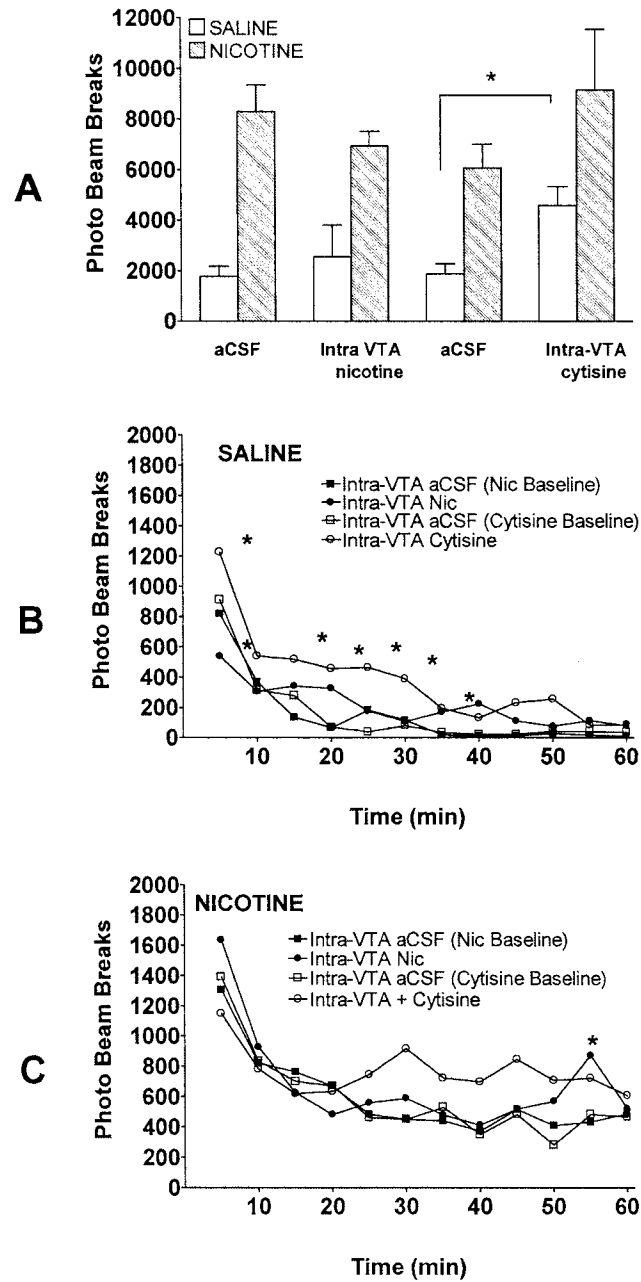 A
Photo Beam Breaks
12000
10000
8000
6000
4000
2000
0
SALINE
NICOTINE
*
aCSF
Intra VTA
nicotine
aCSF
Intra-VTA
cytisine
B
Photo Beam Breaks
2000
1800
1600
1400
1200
1000
800
600
400
200
0
SALINE
Intra-VTA aCSF (Nic Baseline)
Intra-VTA Nic
Intra-VTA aCSF (Cytisine Baseline)
Intra-VTA Cytisine
*
*
*
*
*
*
*
10 20 30 40 50 60
Time (min)
C
Photo Beam Breaks
2000
1800
1600
1400
1200
1000
800
600
400
200
0
NICOTINE
Intra-VTA aCSF (Nic Baseline)
Intra-VTA Nic
Intra-VTA aCSF (Cytisine Baseline)
Intra-VTA + Cytisine
*
10 20 30 40 50 60
Time (min)